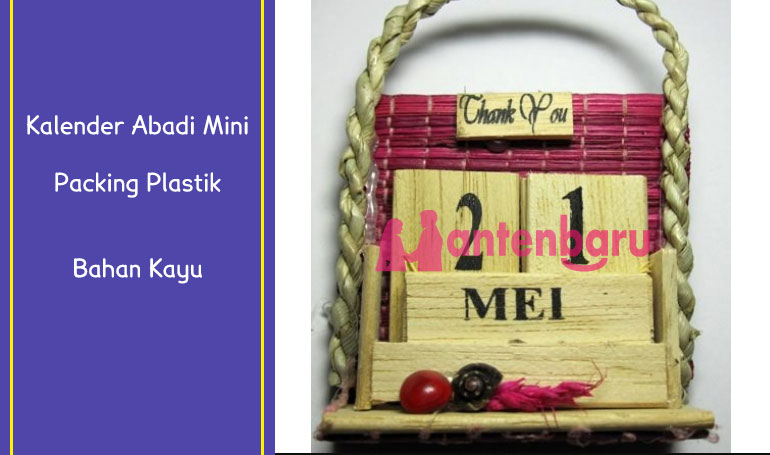 Kalender Abadi Mini
Packing Plastik
Bahan Kayu
Thank You
2 1
mantenbaru
MEI